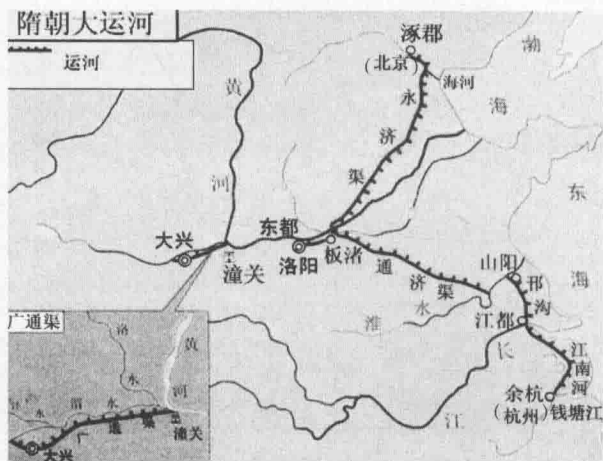 隋朝大运河
运河
涿郡
(北京)
海河
渤海
黄河
永济渠
东海
大兴
东都
洛阳
板渚
潼关
通济渠
山阳
邗沟
淮水
江都
长江
江南河
余杭
(杭州)
钱塘江
广通渠
洛水
黄河
渭水
广通渠
潼关
大兴